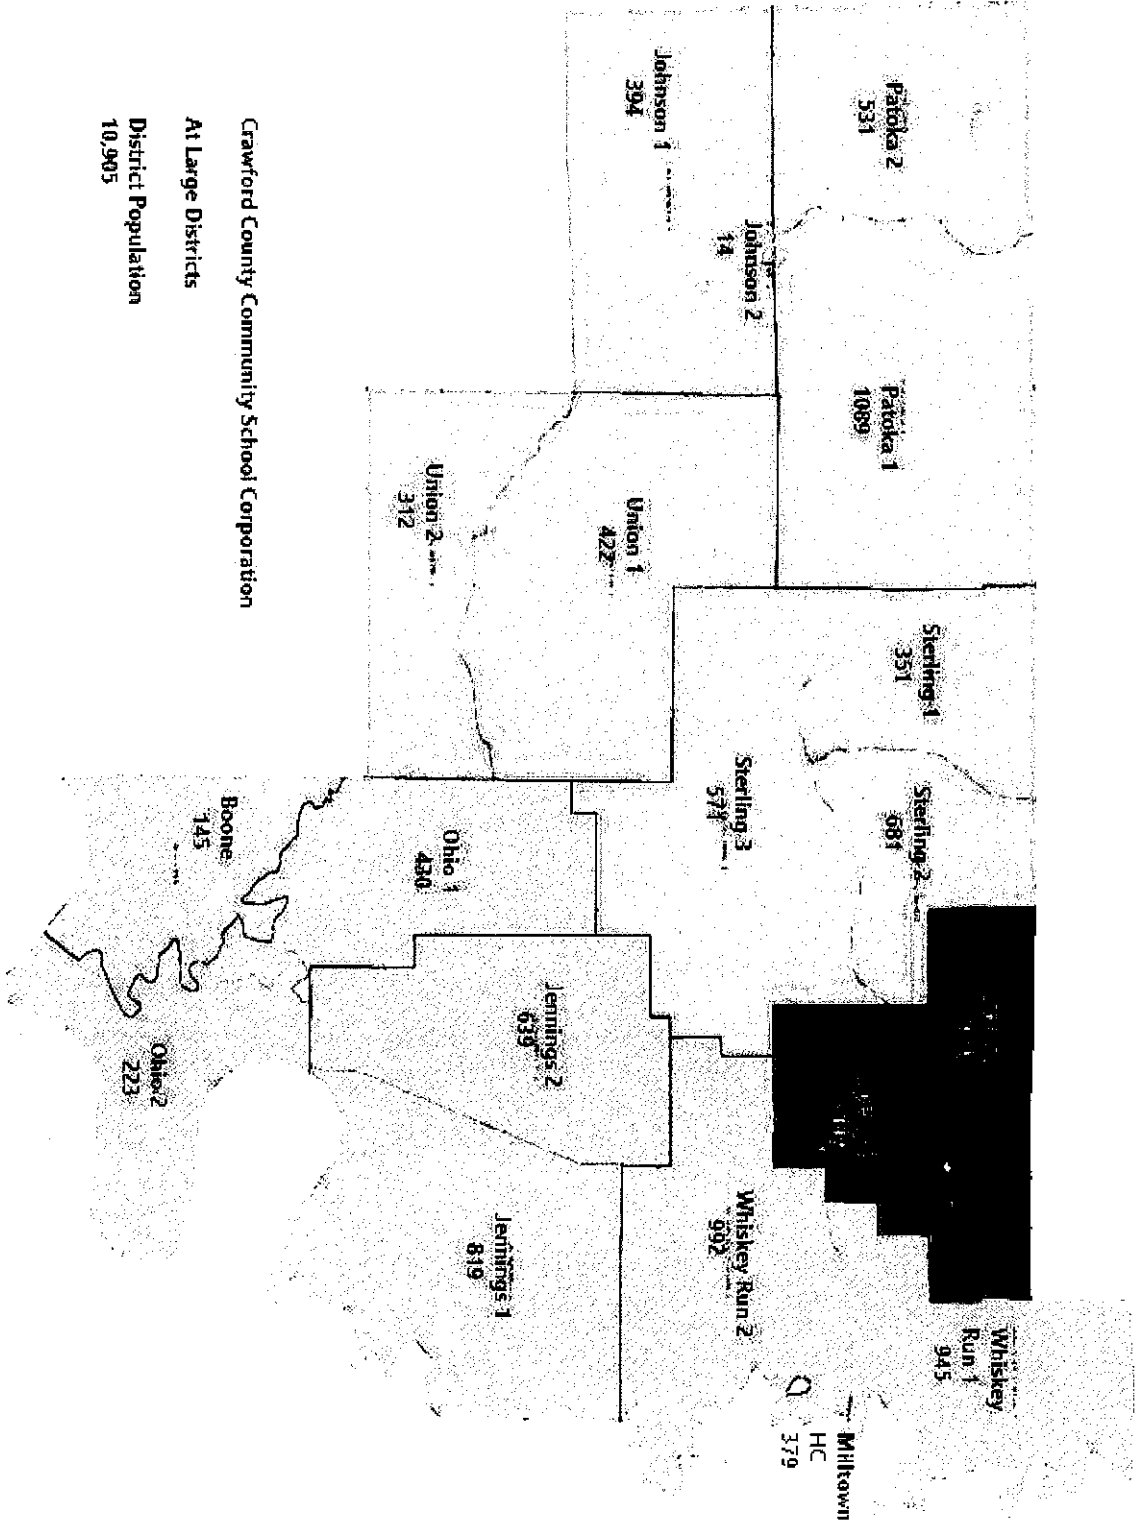 Patoka 2
531
Johnson 1
394
Johnson 2
14
Patoka 1
1089
Union 1
422
Union 2
312
Sterling 1
351
Sterling 2
681
Sterling 3
571
Ohio 1
430
Boone
145
Ohio 2
223
Jennings 2
639
Jennings 1
819
Whiskey Run 2
992
Whiskey
Run 1
945
Milltown
HC
379
Crawford County Community School Corporation
At Large Districts
District Population
10,905